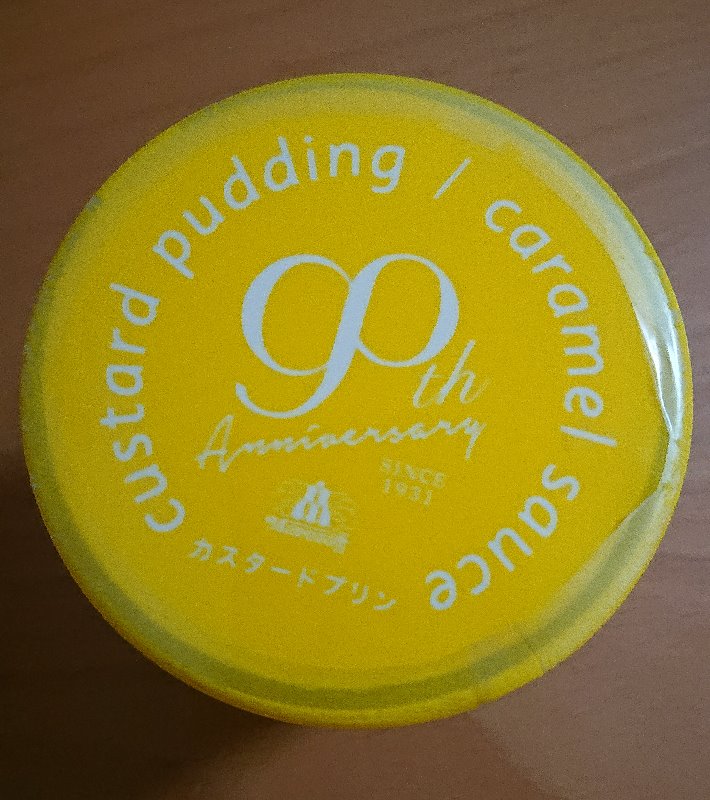 custard pudding / caramel sauce
90th
Anniversary
SINCE
1931
カスタードプリン